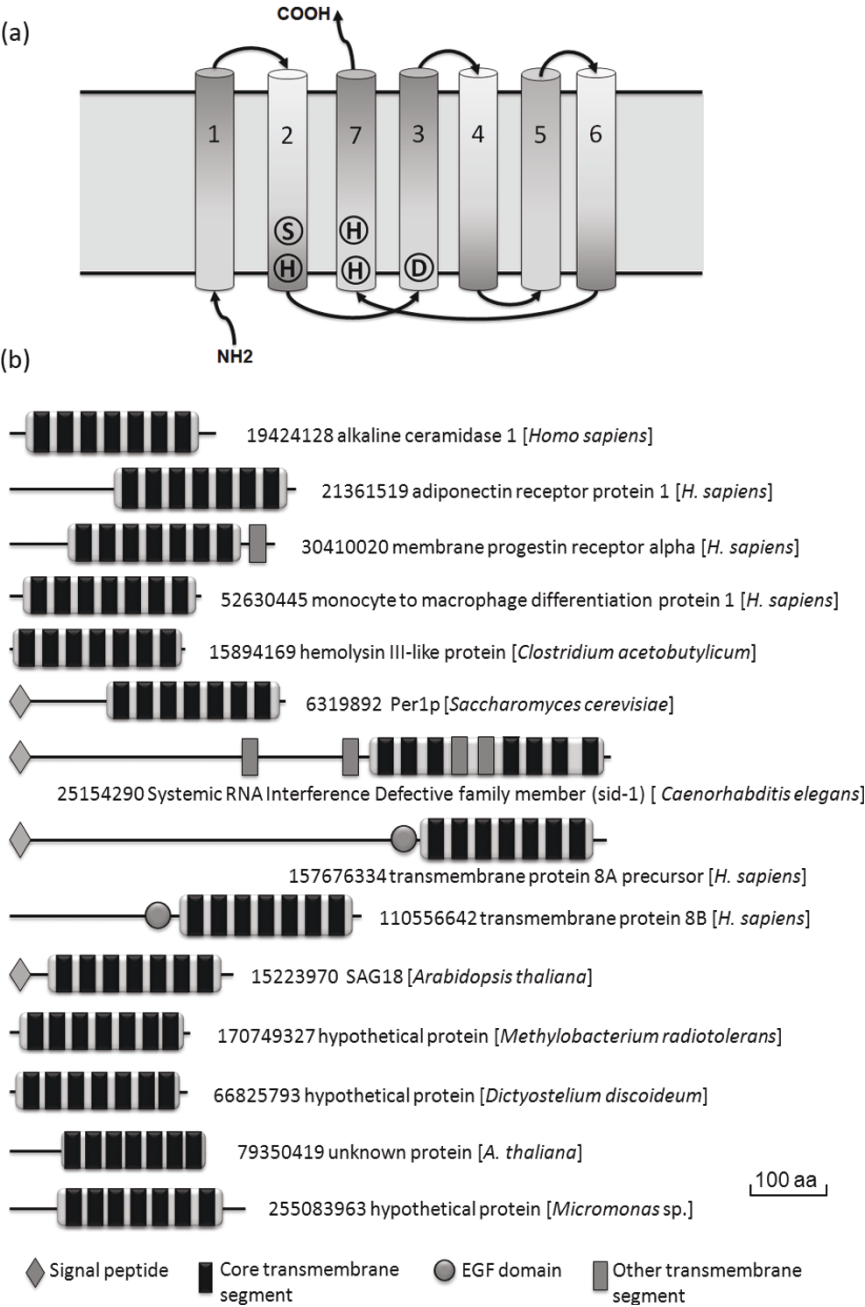 (a)
COOH
1 2 7 3 4 5 6
S H
H H D
NH2
(b)
19424128 alkaline ceramidase 1 [Homo sapiens]
21361519 adiponectin receptor protein 1 [H. sapiens]
30410020 membrane progestin receptor alpha [H. sapiens]
52630445 monocyte to macrophage differentiation protein 1 [H. sapiens]
15894169 hemolysin III-like protein [Clostridium acetobutylicum]
6319892 Per1p [Saccharomyces cerevisiae]
25154290 Systemic RNA Interference Defective family member (sid-1) [ Caenorhabditis elegans]
157676334 transmembrane protein 8A precursor [H. sapiens]
110556642 transmembrane protein 8B [H. sapiens]
15223970 SAG18 [Arabidopsis thaliana]
170749327 hypothetical protein [Methylobacterium radiotolerans]
66825793 hypothetical protein [Dictyostelium discoideum]
79350419 unknown protein [A. thaliana]
100 aa
255083963 hypothetical protein [Micromonas sp.]
Signal peptide
Core transmembrane
segment
EGF domain
Other transmembrane
segment